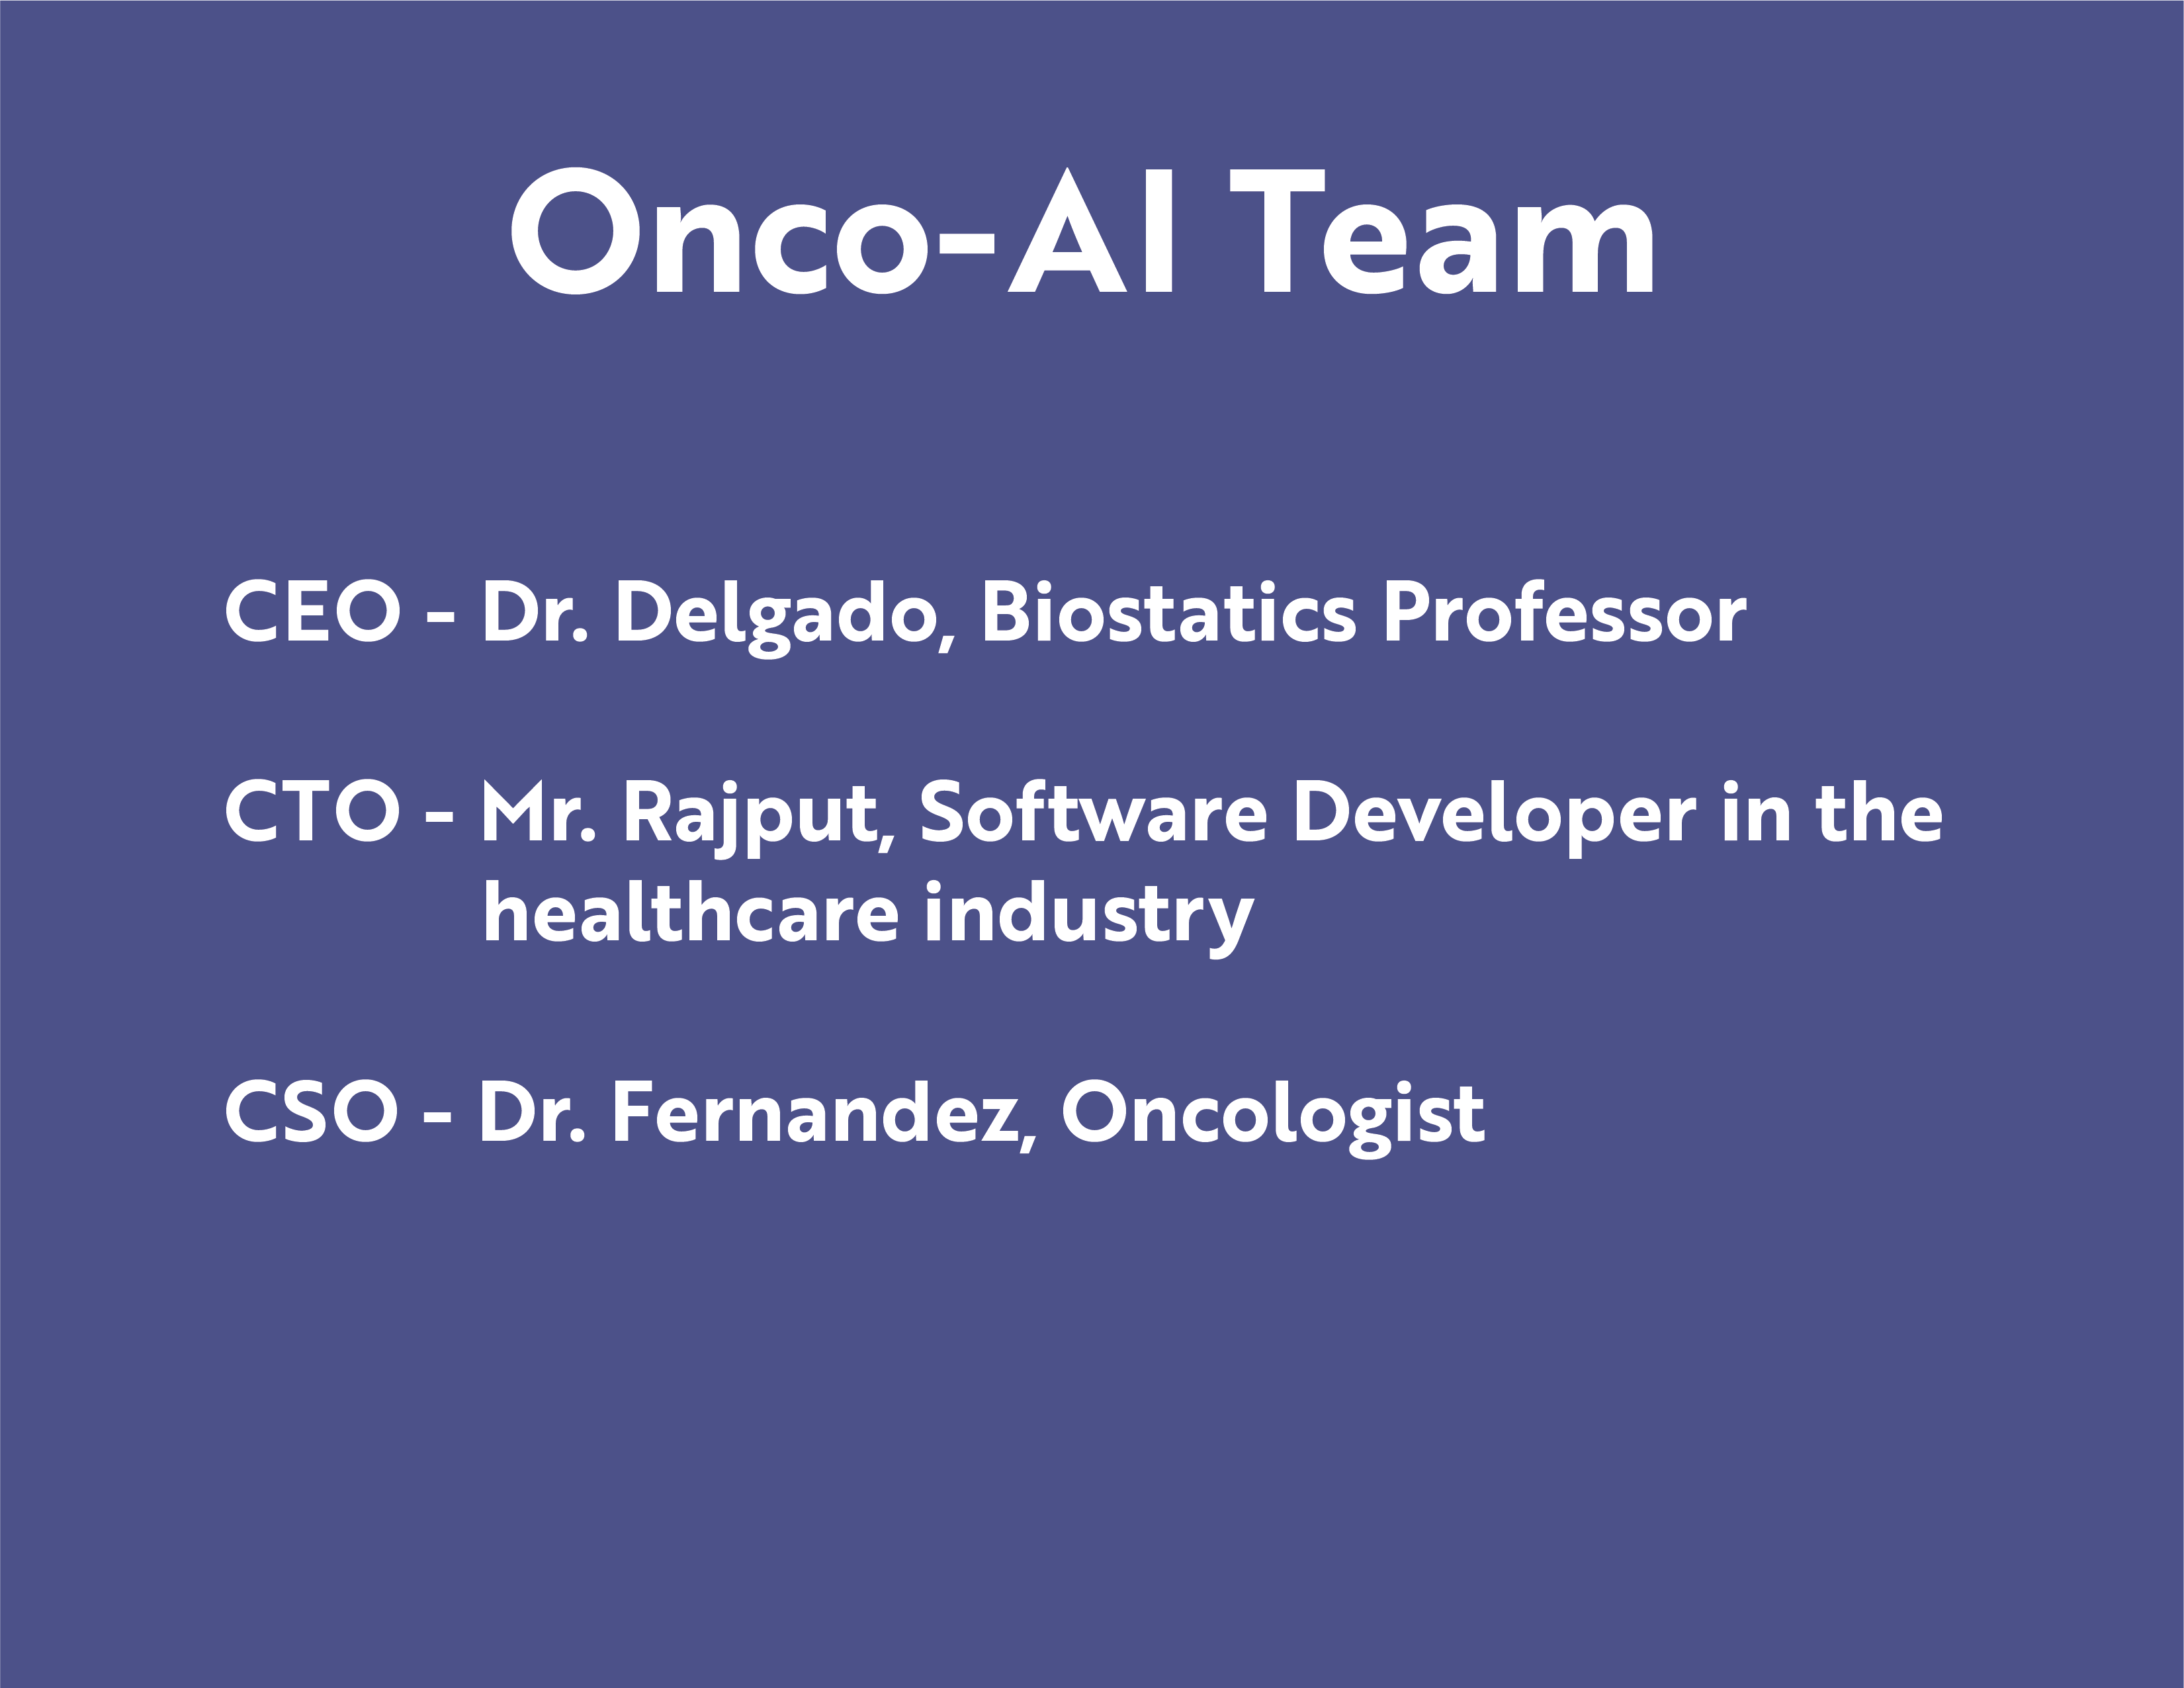 Onco-AI Team
CEO - Dr. Delgado, Biostatics Professor
CTO - Mr. Rajput, Software Developer in the
healthcare industry
CSO - Dr. Fernandez, Oncologist